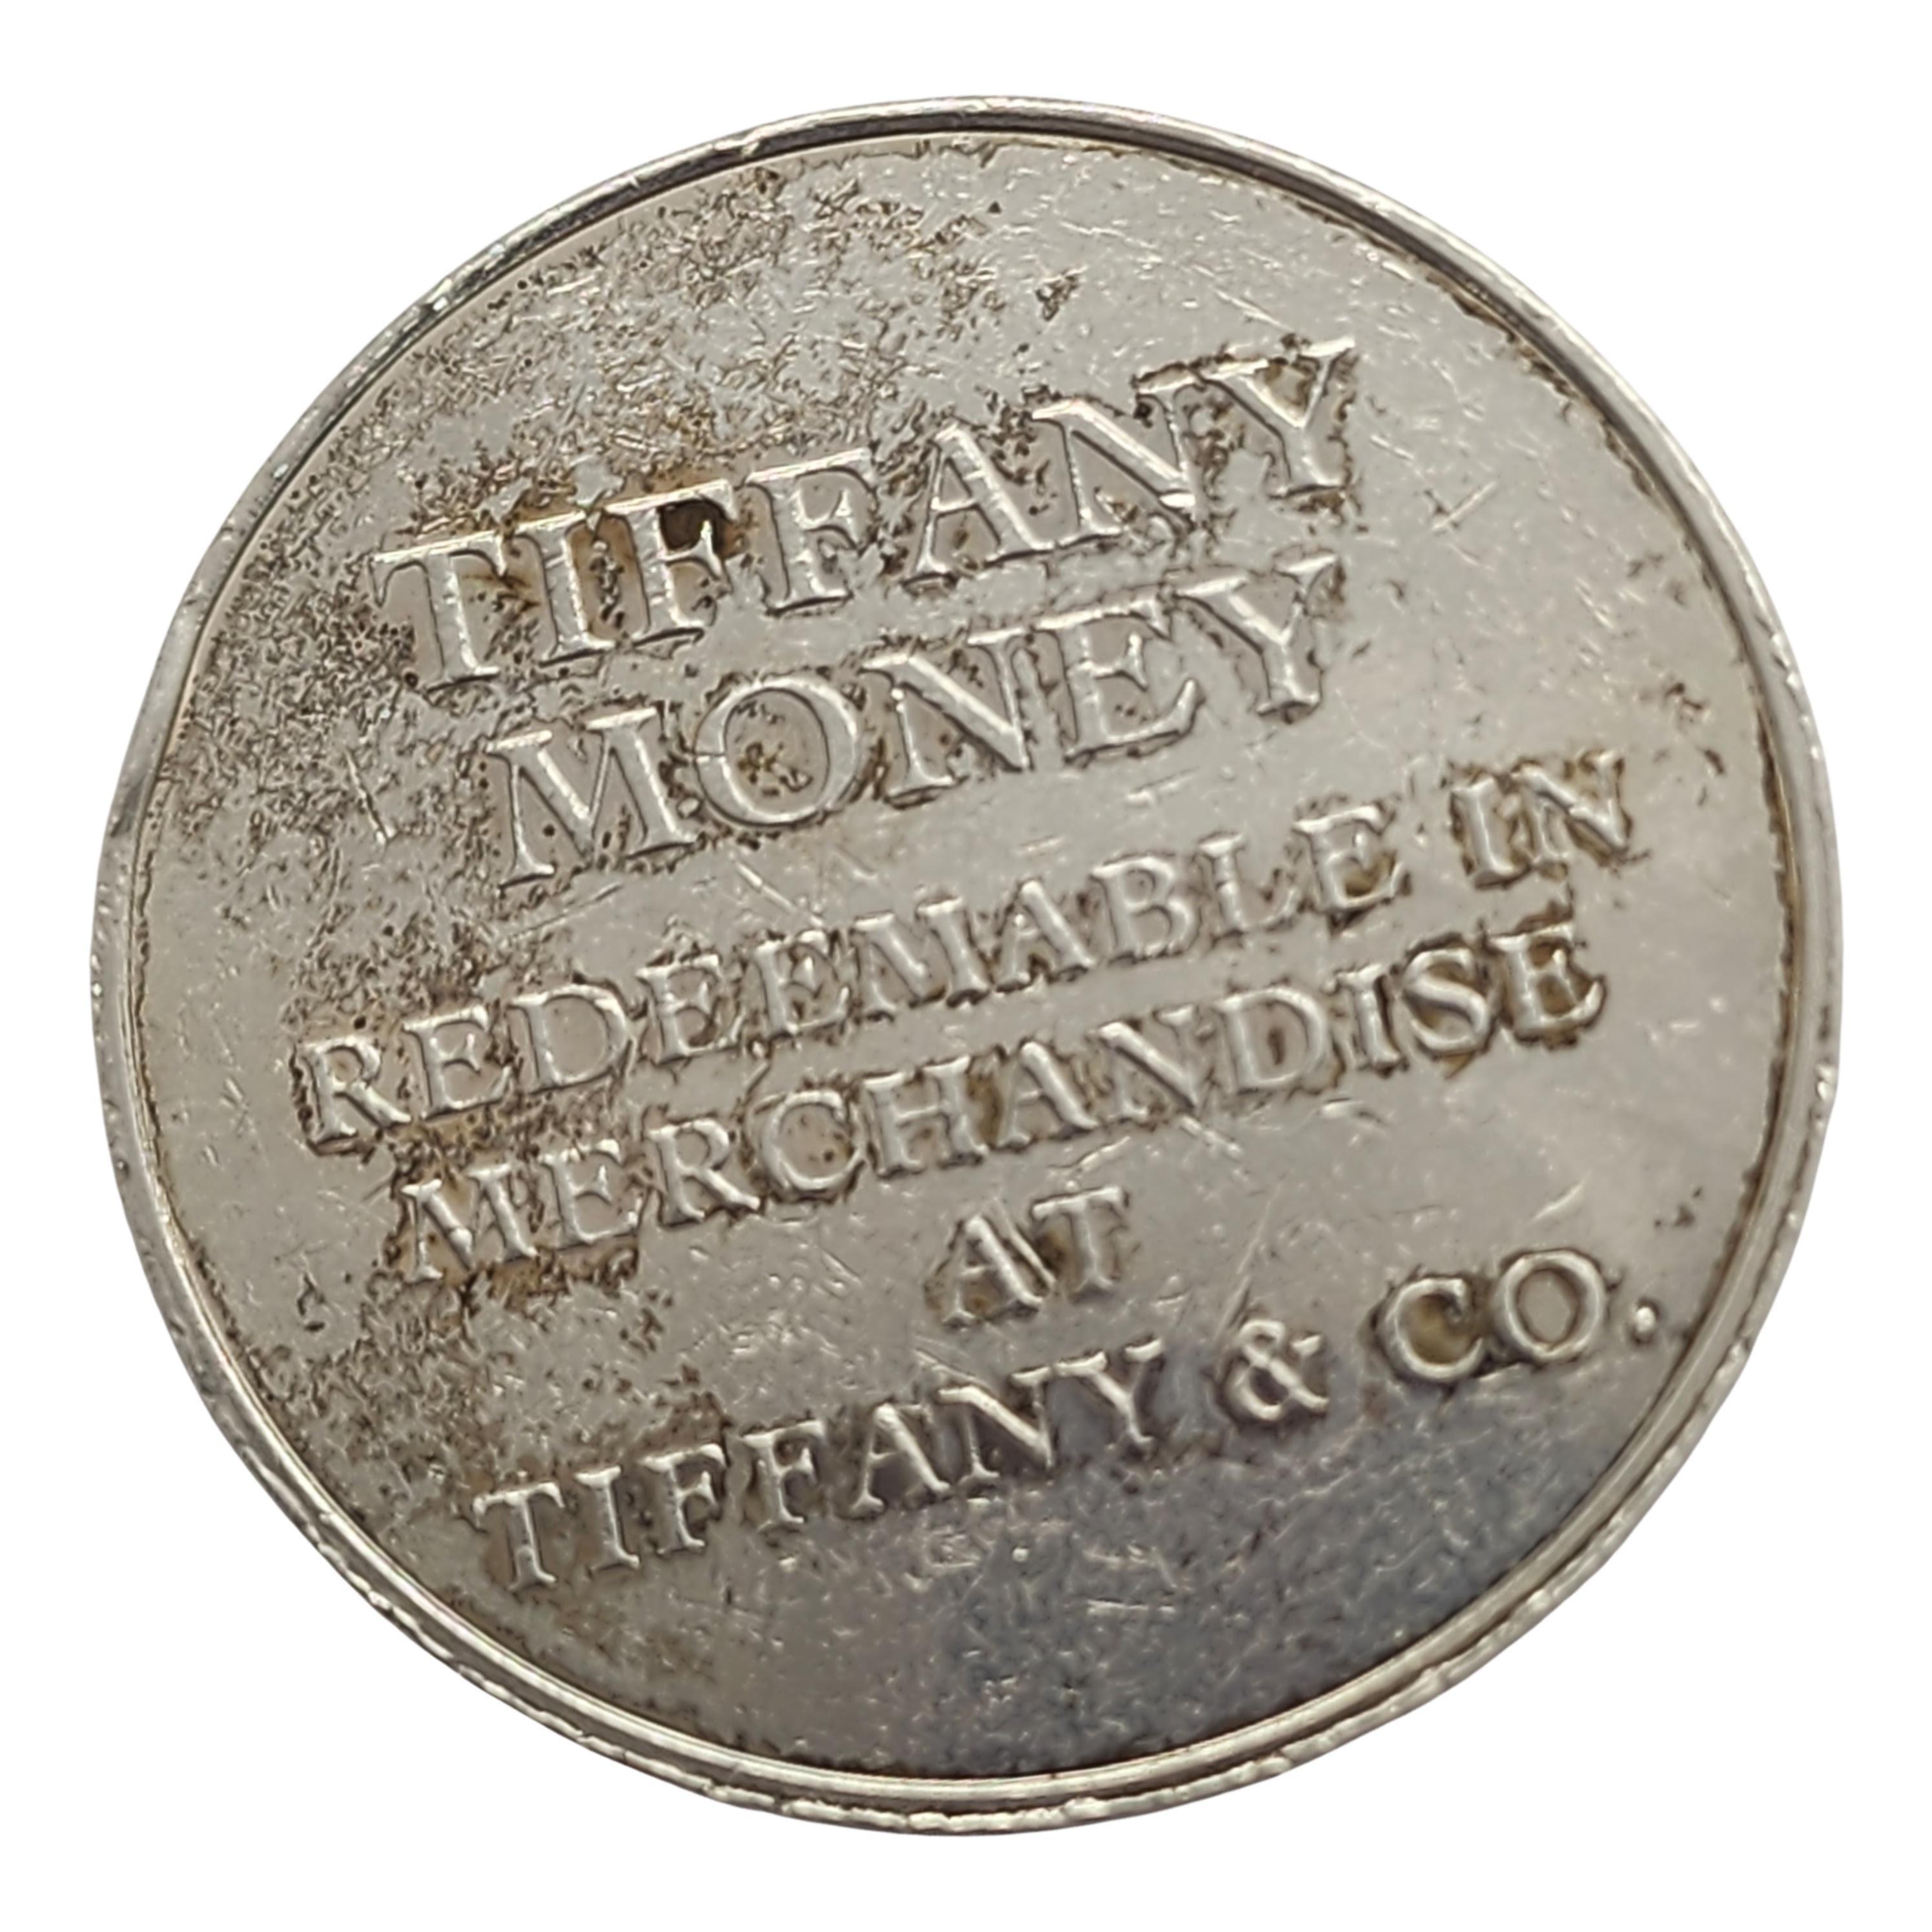 TIFFANY
MONEY
REDEEMABLE IN
MERCHANDISE
AT
TIFFANY & CO.